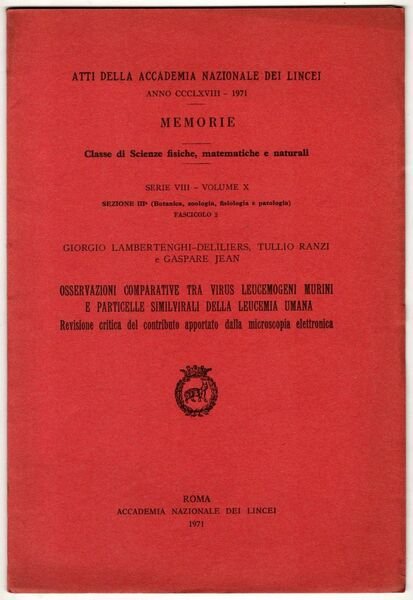 ATTI DELLA ACCADEMIA NAZIONALE DEI LINCEI
ANNO CCCLXVIII – 1971
MEMORIE
Classe di Scienze fisiche, matematiche e naturali
SERIE VIII – VOLUME X
SEZIONE IIIª (Botanica, zoologia, fisiologia e patologia)
FASCICOLO 2
GIORGIO LAMBERTENGHI–DELILIERS, TULLIO RANZI
e GASPARE JEAN
OSSERVAZIONI COMPARATIVE TRA VIRUS LEUCEMOGENI MURINI
E PARTICELLE SIMILVIRALI DELLA LEUCEMIA UMANA
Revisione critica del contributo apportato dalla microscopia elettronica
ROMA
ACCADEMIA NAZIONALE DEI LINCEI
1971